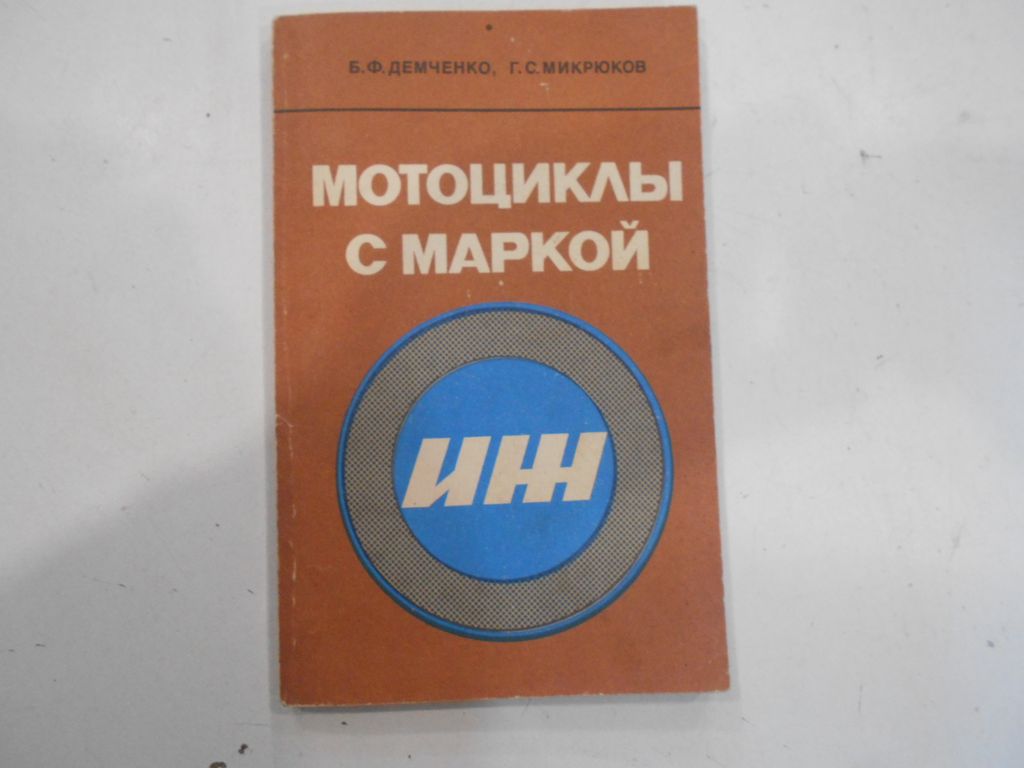 Б.Ф.ДЕМЧЕНКО, Г.С.МИКРЮКОВ
МОТОЦИКЛЫ
С МАРКОЙ
ИЖ